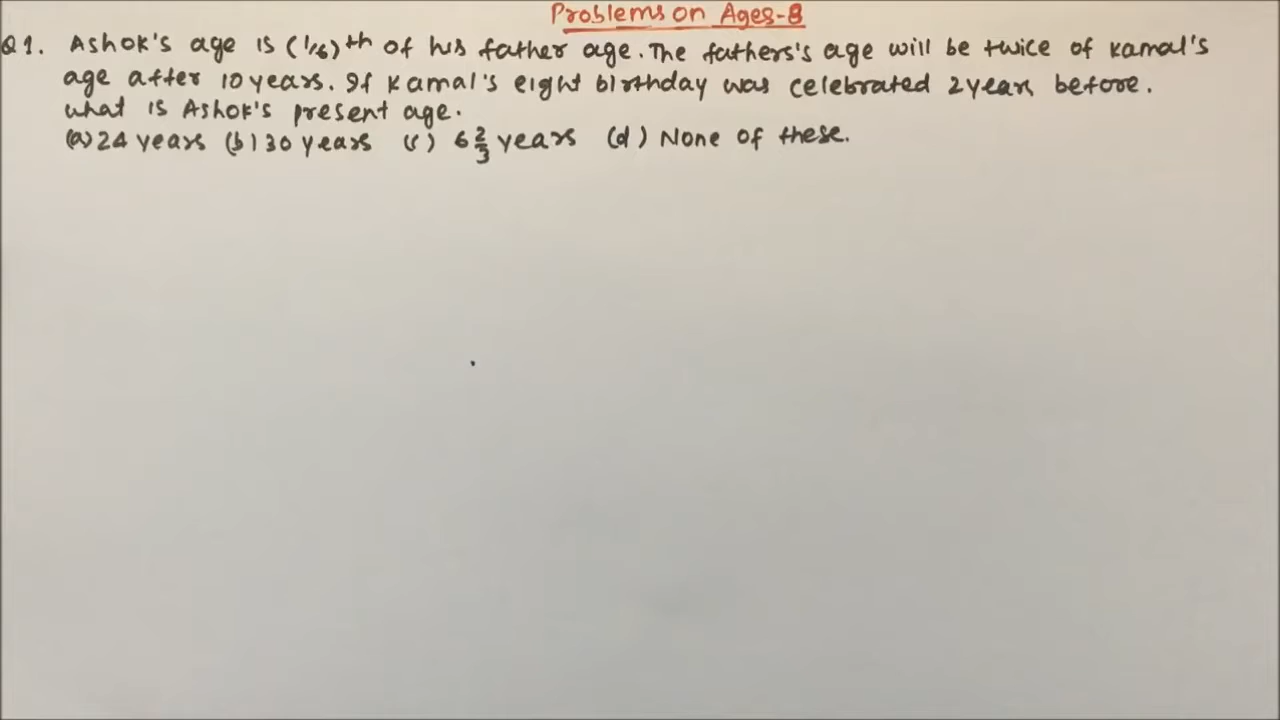 Problems on Ages-8
Q1. Ashok's age is (1/6)th of his father age. The fathers's age will be twice of Kamal's
age after 10 years. If Kamal's eight birthday was celebrated 2 years before.
what is Ashok's present age.
(a) 24 years (b) 30 years (c) 6 2/3 years (d) None of these.